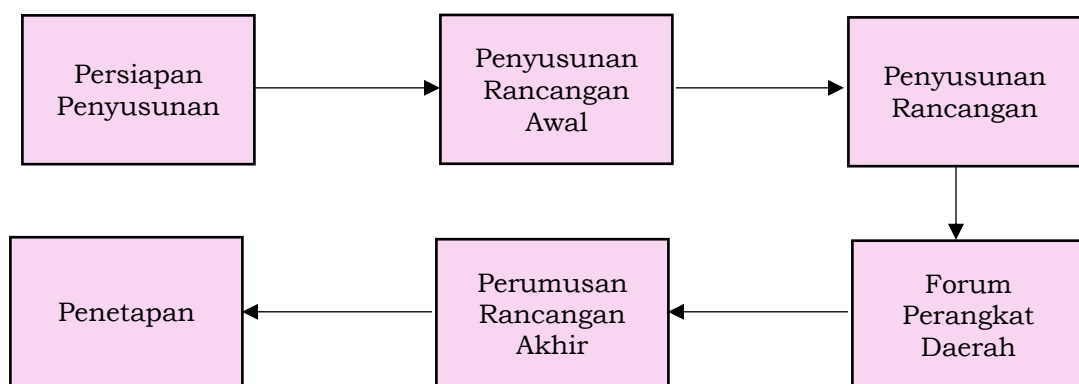 Persiapan
Penyusunan
Penyusunan
Rancangan
Awal
Penyusunan
Rancangan
Forum
Perangkat
Daerah
Perumusan
Rancangan
Akhir
Penetapan